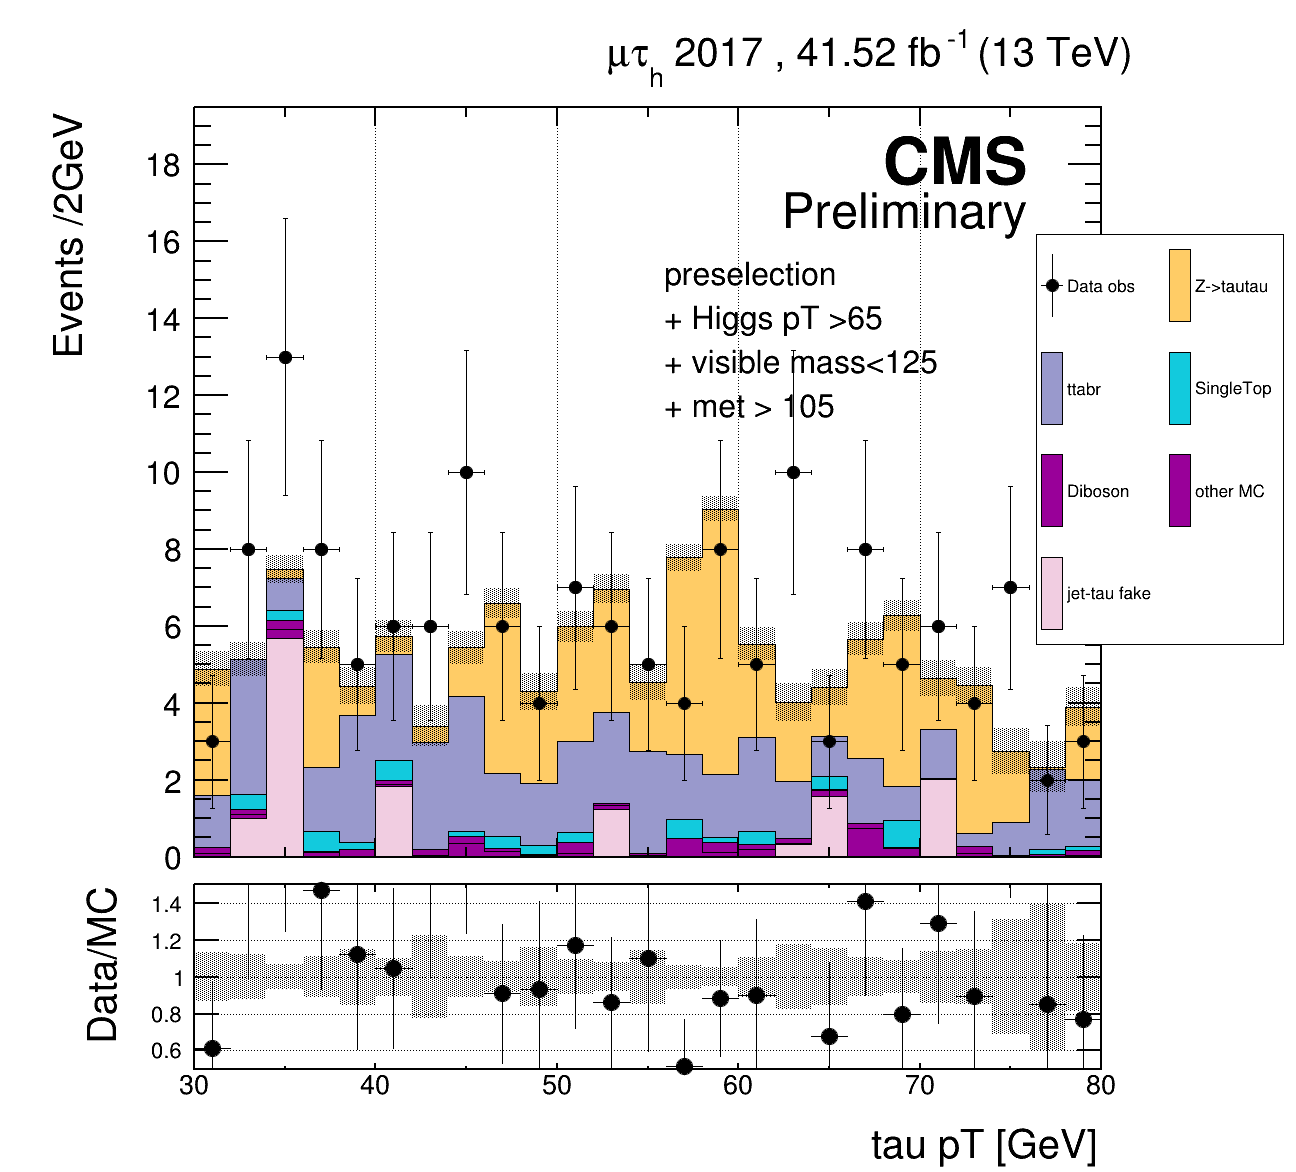 μτh 2017 , 41.52 fb-1 (13 TeV)
Events /2GeV
CMS
Preliminary
preselection
+ Higgs pT >65
+ visible mass<125
+ met > 105
Data obs
Z->tautau
ttabr
SingleTop
Diboson
other MC
jet-tau fake
18
16
14
12
10
8
6
4
2
0
Data/MC
1.4
1.2
1
0.8
0.6
30 40 50 60 70 80
tau pT [GeV]